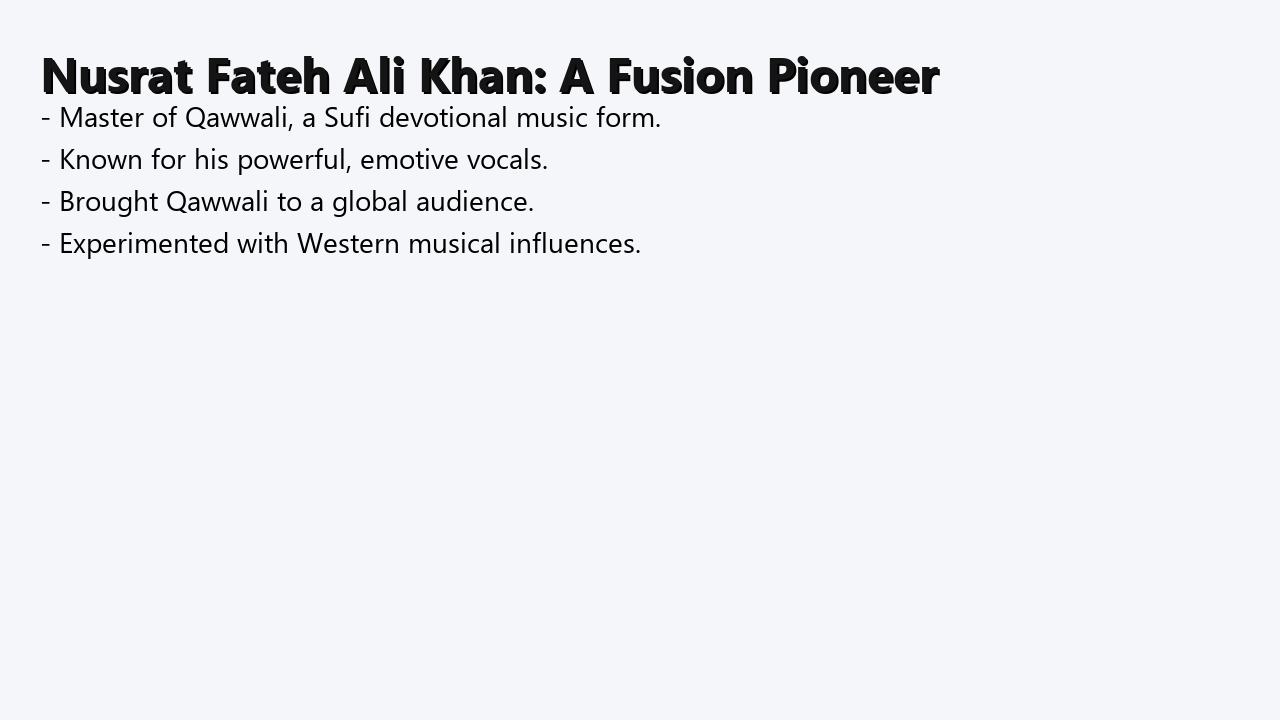 Nusrat Fateh Ali Khan: A Fusion Pioneer
- Master of Qawwali, a Sufi devotional music form.
- Known for his powerful, emotive vocals.
- Brought Qawwali to a global audience.
- Experimented with Western musical influences.